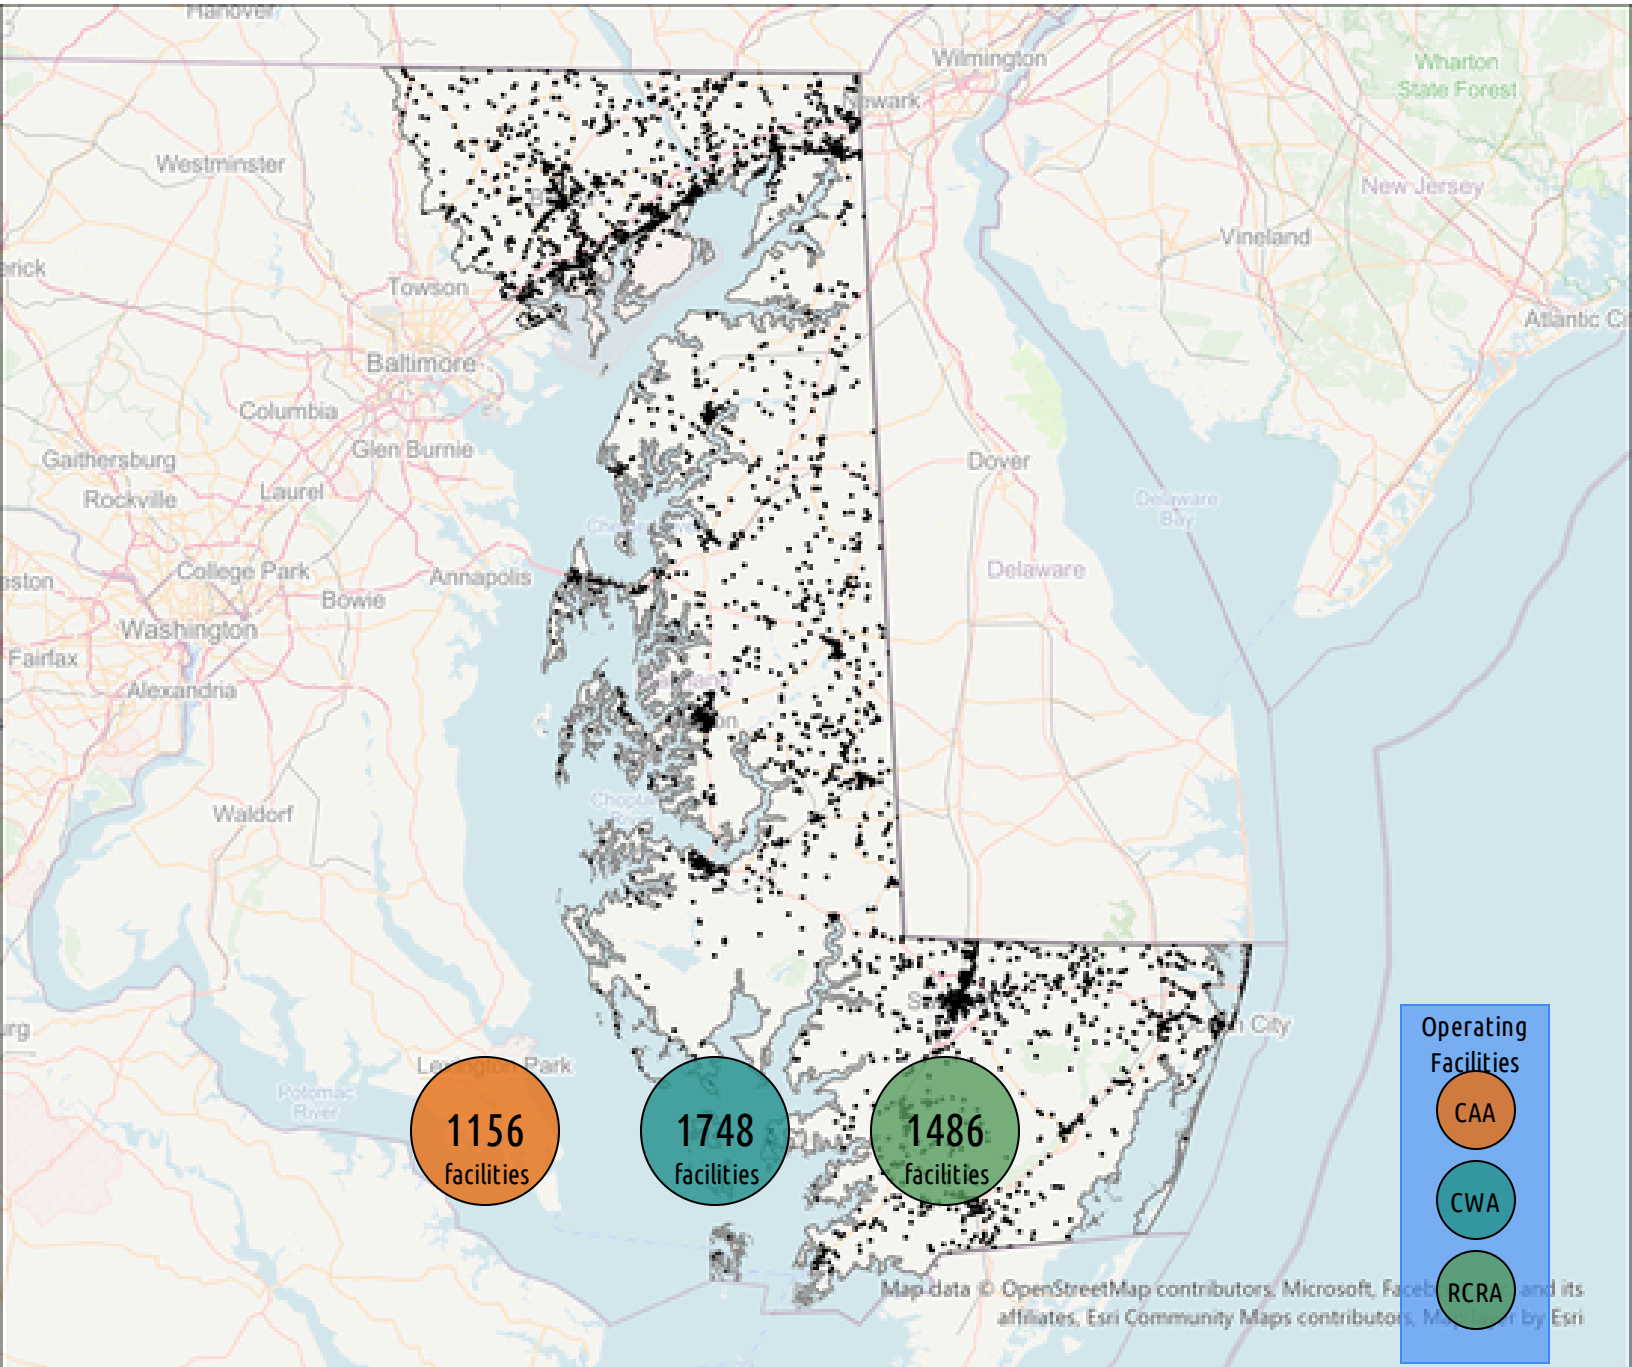 Hanover
Wilmington
Wharton
State Forest
Newark
Westminster
New Jersey
Vineland
Towson
Atlantic
Baltimore
Columbia
Glen Burnie
Gaithersburg
Dover
Laurel
Rockville
Delaware
Bay
College Park
Annapolis
Delaware
Bowie
Washington
Fairfax
Alexandria
Waldorf
City
Operating
Facilities
Park
Potomac
River
1156
facilities
1748
facilities
1486
facilities
CAA
CWA
RCRA
Map data © OpenStreetMap contributors, Microsoft, and its
affiliates, Esri Community Maps contributors, by Esri